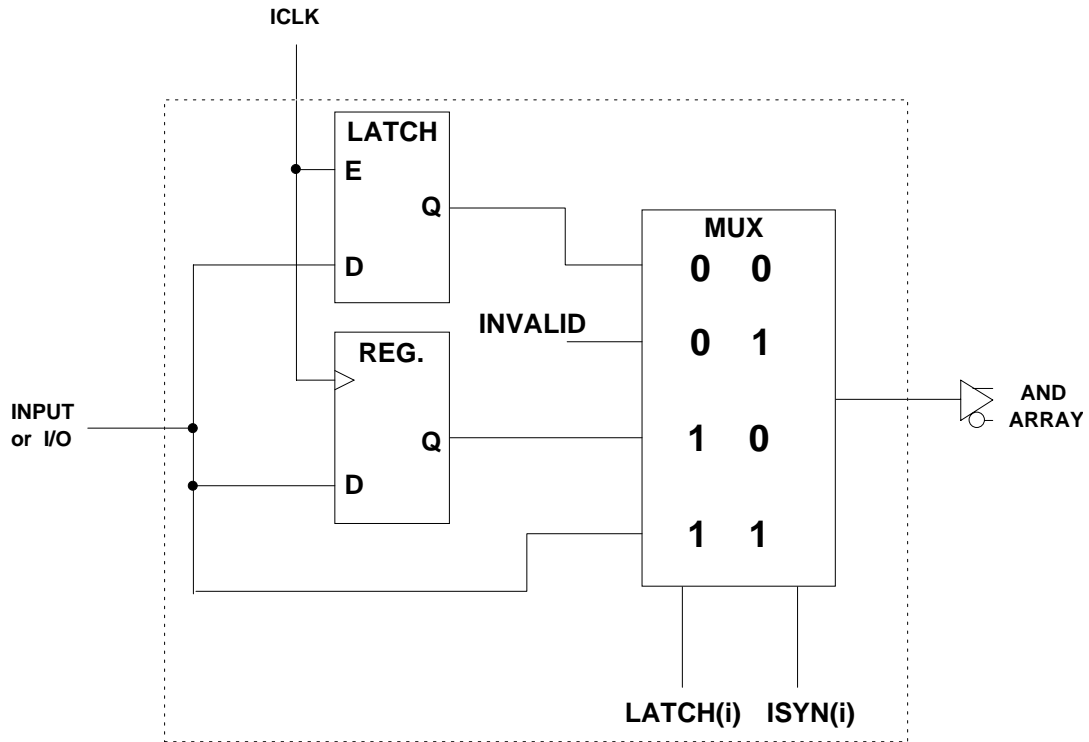 ICLK
LATCH
E
Q
D
MUX
0 0
INVALID
0 1
REG.
INPUT
or I/O
Q
D
1 0
1 1
AND
ARRAY
LATCH(i) ISYN(i)